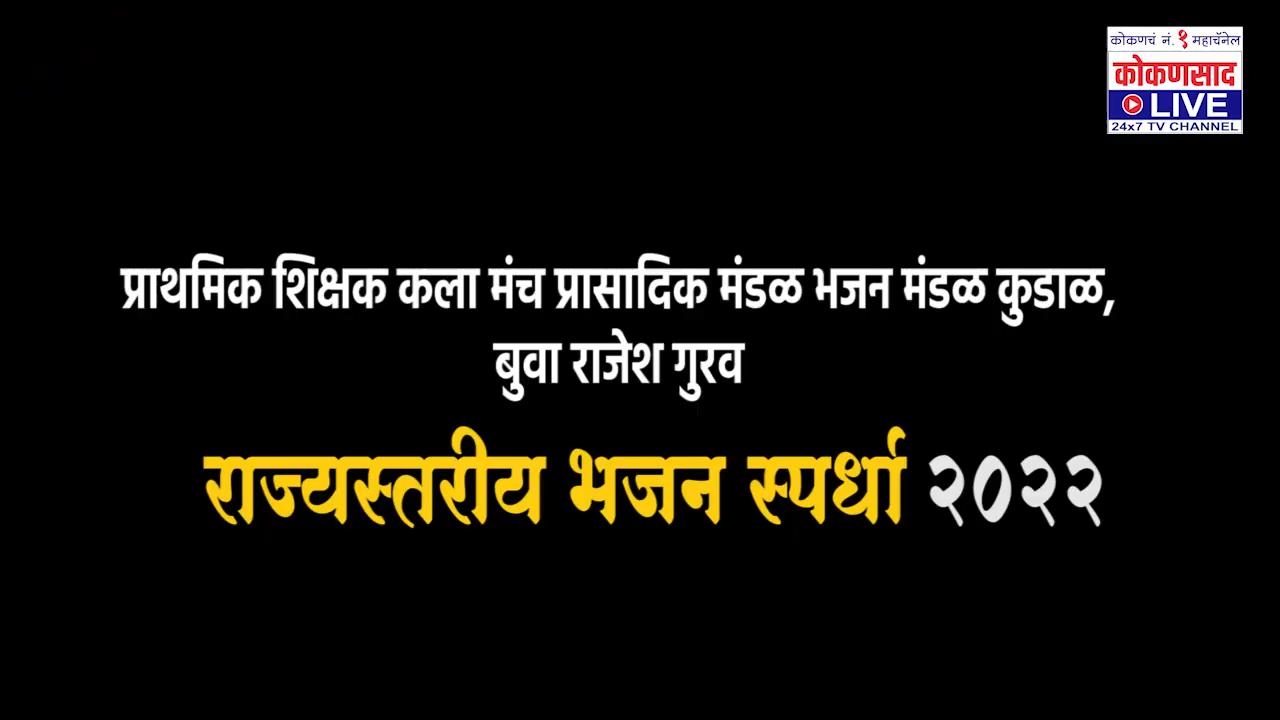 कोकणचं नं. १ महाचॅनेल
कोकणसाद
LIVE
24x7 TV CHANNEL
प्राथमिक शिक्षक कला मंच प्रासादिक मंडळ भजन मंडळ कुडाळ,
बुवा राजेश गुरव
राज्यस्तरीय भजन स्पर्धा २०२२